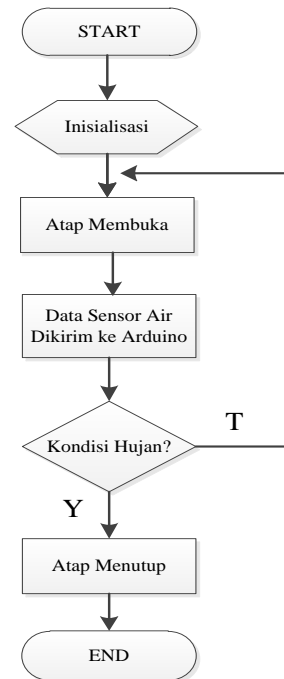 START
Inisialisasi
Atap Membuka
Data Sensor Air
Dikirim ke Arduino
Kondisi Hujan?
T
Y
Atap Menutup
END